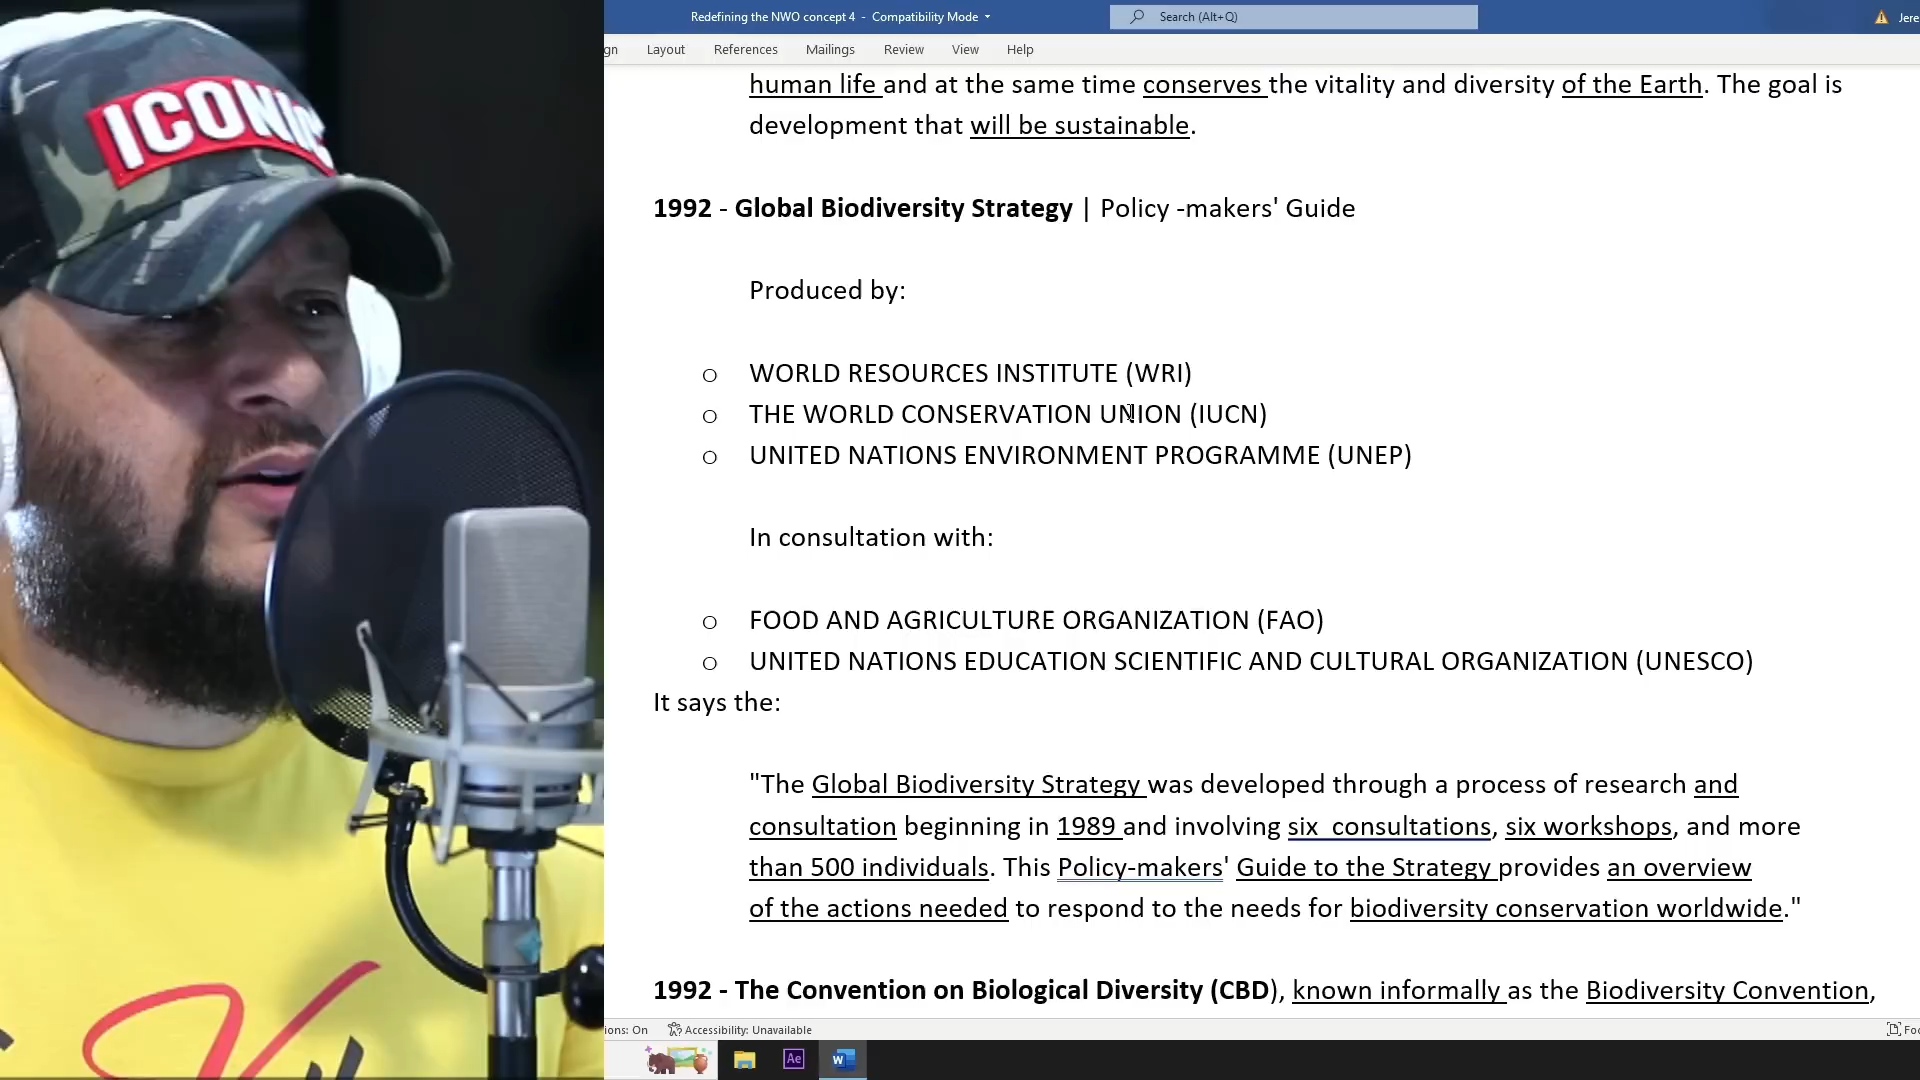 Redefining the NWO concept 4 - Compatibility Mode
Search (Alt+Q)
Jere
gn Layout References Mailings Review View Help
ICONIC
human life and at the same time conserves the vitality and diversity of the Earth. The goal is
development that will be sustainable.
1992 - Global Biodiversity Strategy | Policy -makers' Guide
Produced by:
o WORLD RESOURCES INSTITUTE (WRI)
o THE WORLD CONSERVATION UNION (IUCN)
o UNITED NATIONS ENVIRONMENT PROGRAMME (UNEP)
In consultation with:
o FOOD AND AGRICULTURE ORGANIZATION (FAO)
o UNITED NATIONS EDUCATION SCIENTIFIC AND CULTURAL ORGANIZATION (UNESCO)
It says the:
"The Global Biodiversity Strategy was developed through a process of research and
consultation beginning in 1989 and involving six  consultations, six workshops, and more
than 500 individuals. This Policy-makers' Guide to the Strategy provides an overview
of the actions needed to respond to the needs for biodiversity conservation worldwide."
1992 - The Convention on Biological Diversity (CBD), known informally as the Biodiversity Convention,
ions: On
Accessibility: Unavailable
Foc
Ae
W